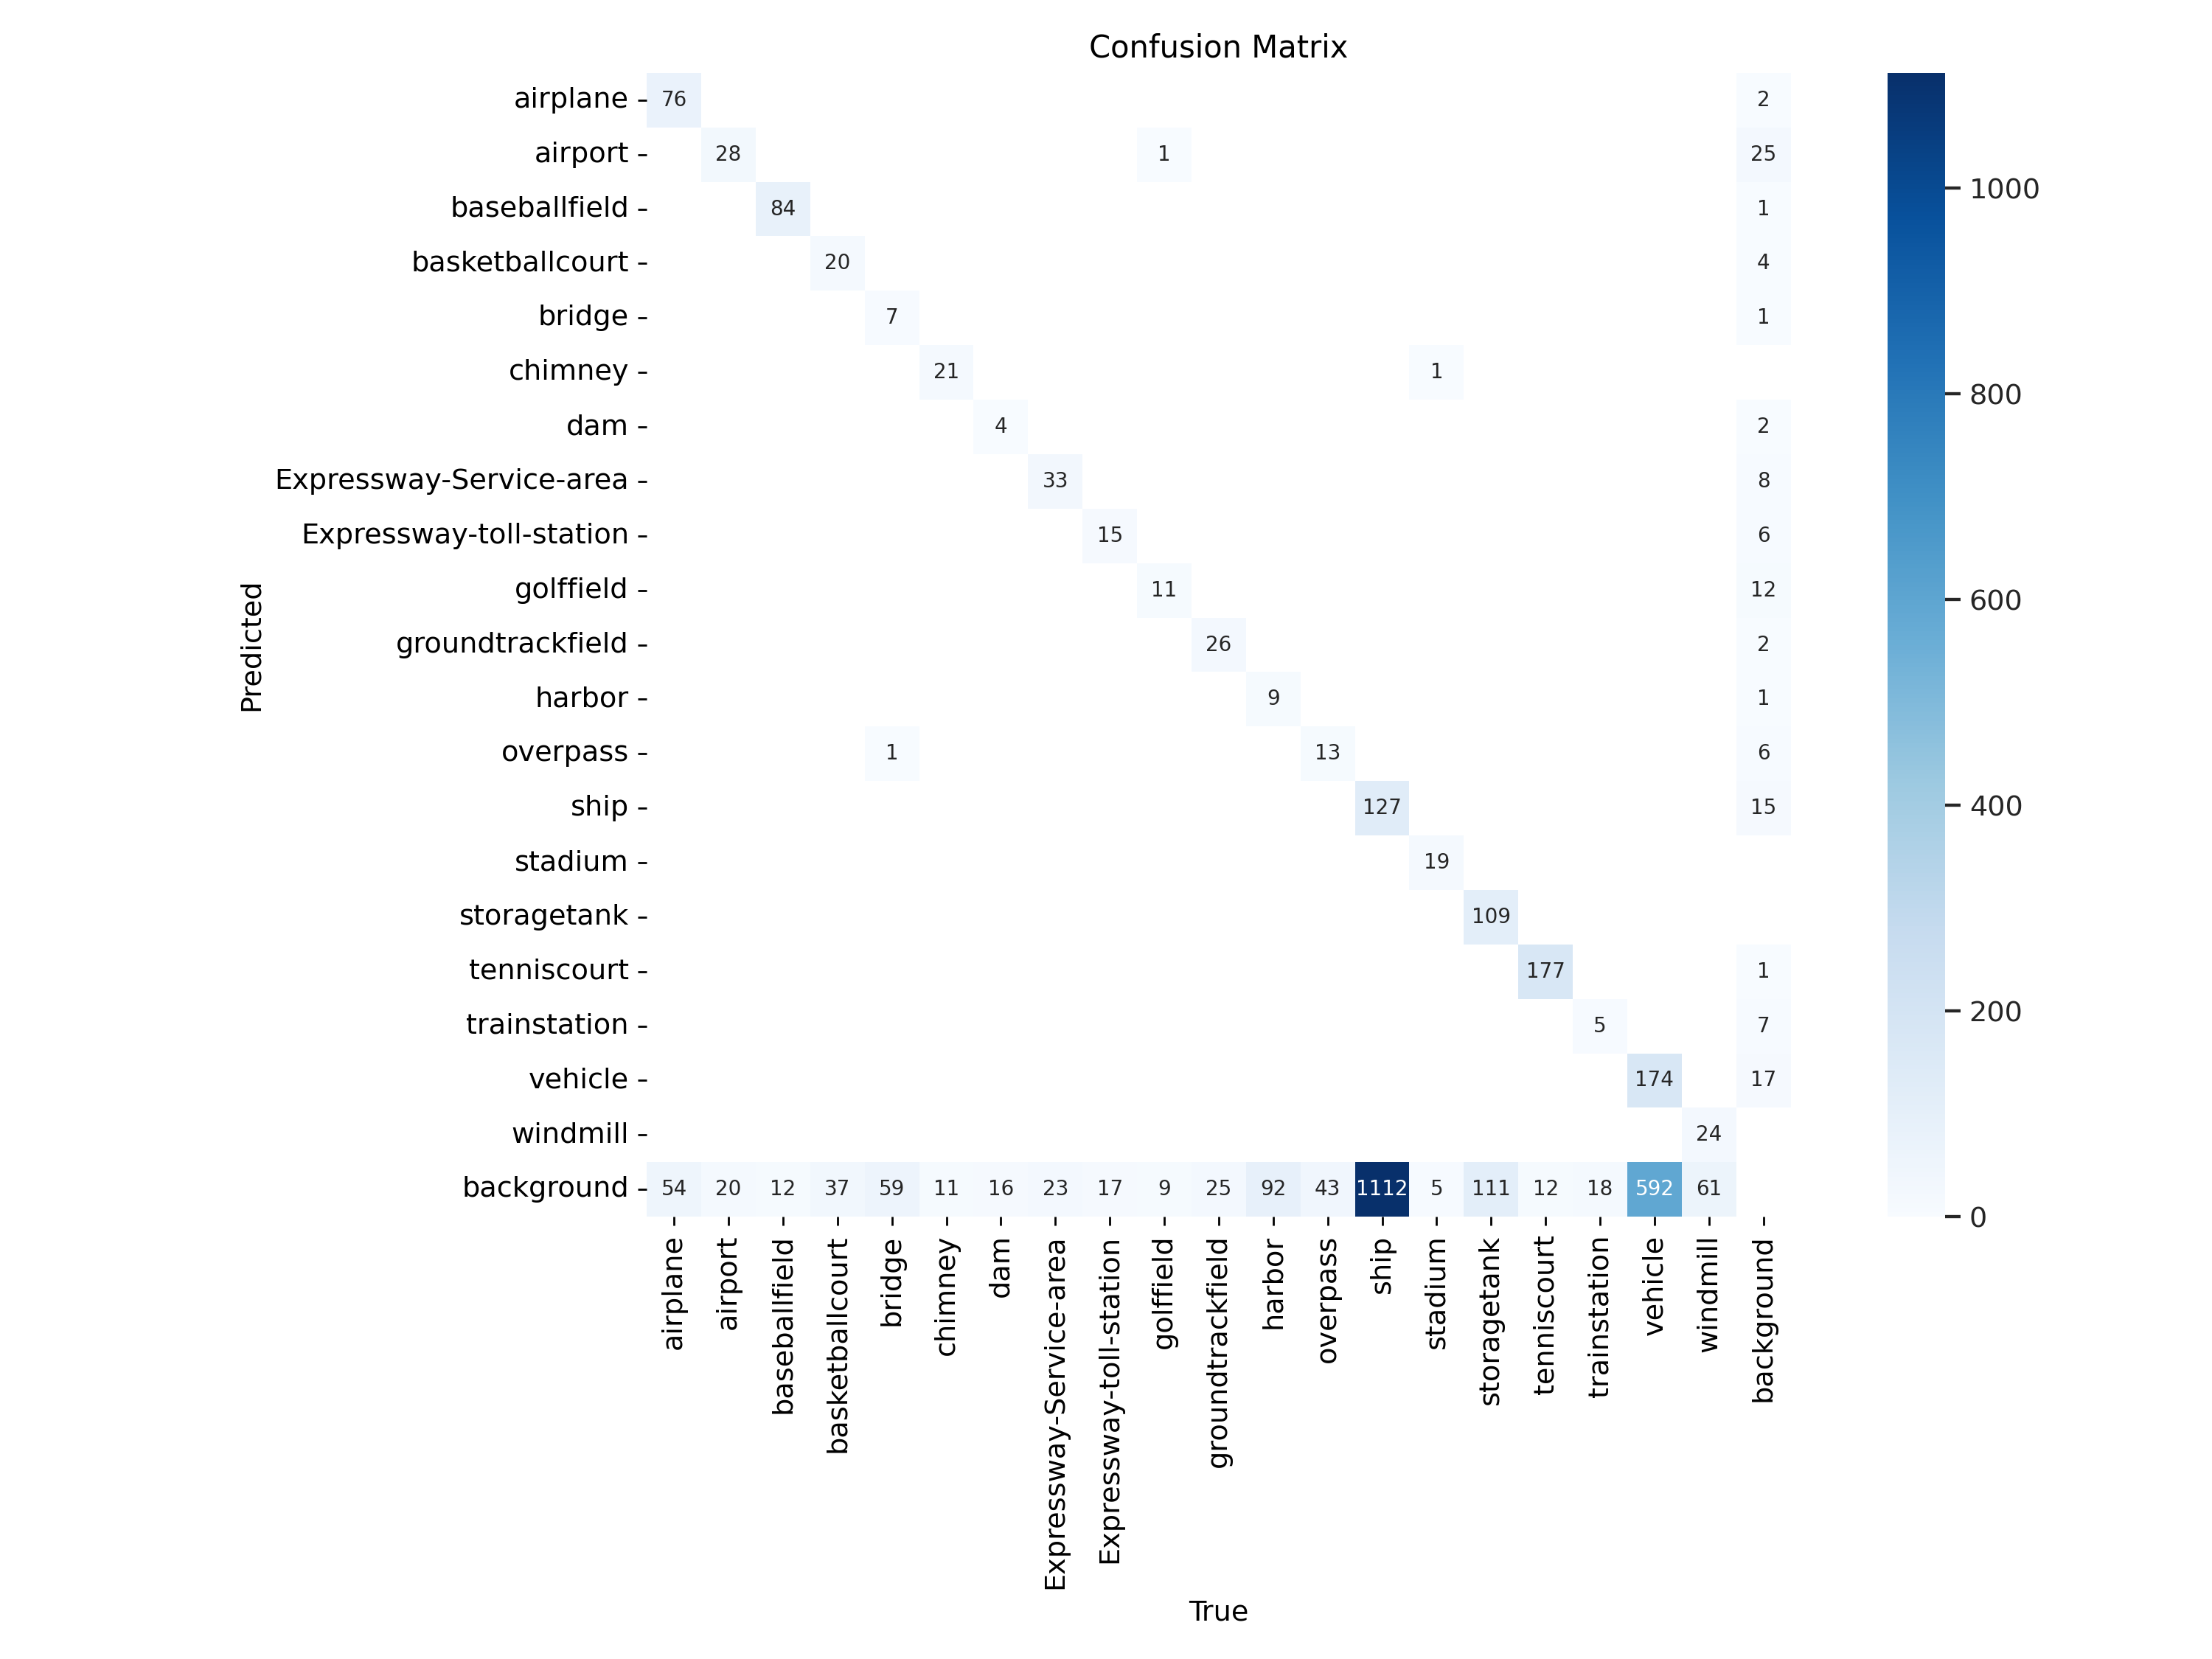 Confusion Matrix
airplane 76 2
airport 28 1 25
baseballfield 84 1
basketballcourt 20 4
bridge 7 1
chimney 21 1
dam 4 2
Expressway-Service-area 33 8
Expressway-toll-station 15 6
golffield 11 12
groundtrackfield 26 2
harbor 9 1
overpass 1 13 6
ship 127 15
stadium 19
storagetank 109
tenniscourt 177 1
trainstation 5 7
vehicle 174 17
windmill 24
background 54 20 12 37 59 11 16 23 17 9 25 92 43 1112 5 111 12 18 592 61
Predicted
airplane
airport
baseballfield
basketballcourt
bridge
chimney
dam
Expressway-Service-area
Expressway-toll-station
golffield
groundtrackfield
harbor
overpass
ship
stadium
storagetank
tenniscourt
trainstation
vehicle
windmill
background
True
1000
800
600
400
200
0